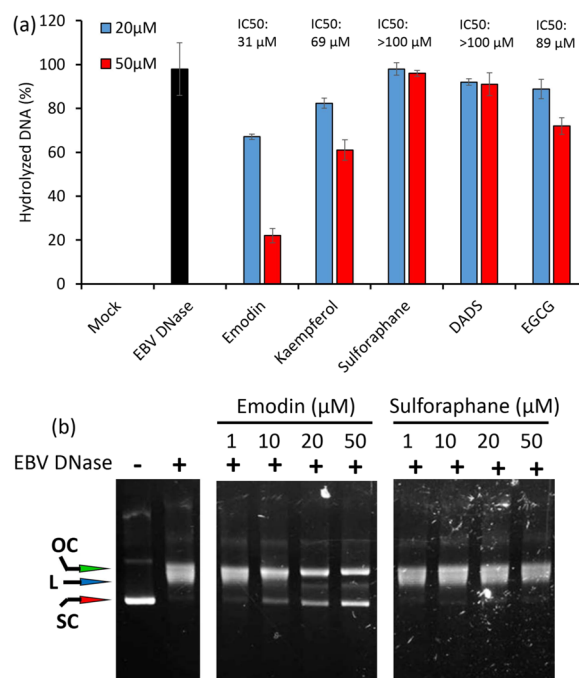 (a)
20µM
50µM
IC50: IC50: IC50: IC50: IC50:
31 µM 69 µM >100 µM >100 µM 89 µM
Hydrolyzed DNA (%)
120
100
80
60
40
20
0
Mock
EBV DNase
Emodin
Kaempferol
Sulforaphane
DADS
EGCG
(b)
Emodin (µM) Sulforaphane (µM)
1 10 20 50 1 10 20 50
EBV DNase - + + + + + + + + +
OC
L
SC